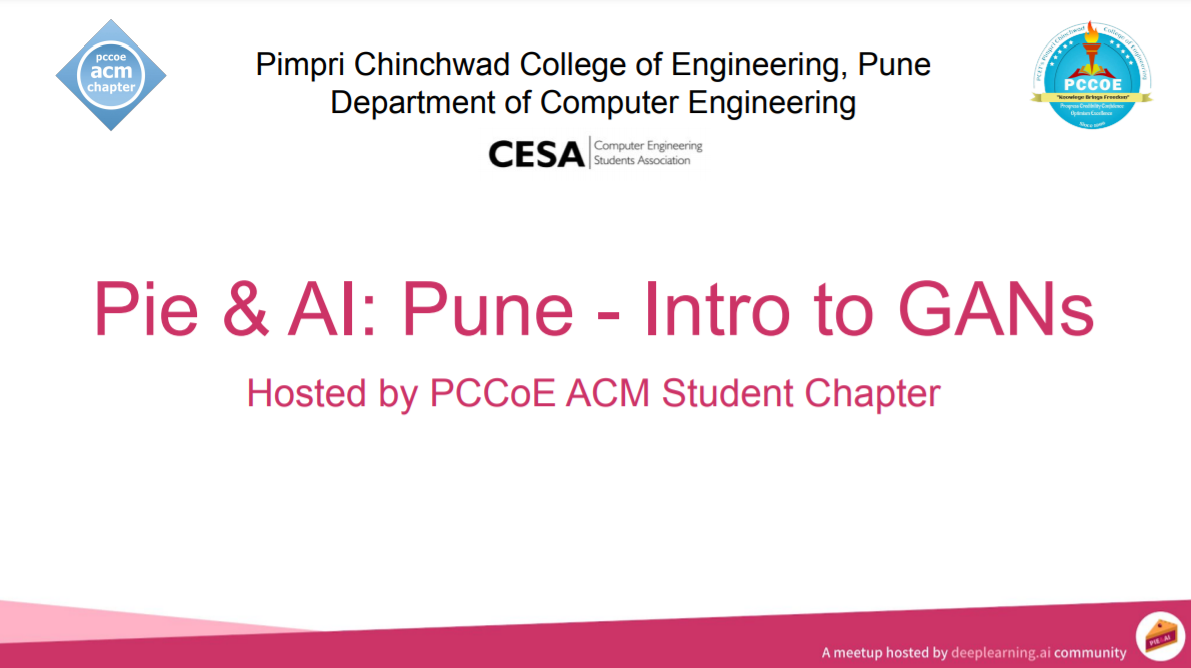 pccoe
acm
chapter
Pimpri Chinchwad College of Engineering, Pune
Department of Computer Engineering
CESA
Computer Engineering
Students Association
PCCOE
"Knowledge Brings Freedom"
Pie & AI: Pune - Intro to GANs
Hosted by PCCoE ACM Student Chapter
A meetup hosted by deeplearning.ai community
PIE & AI